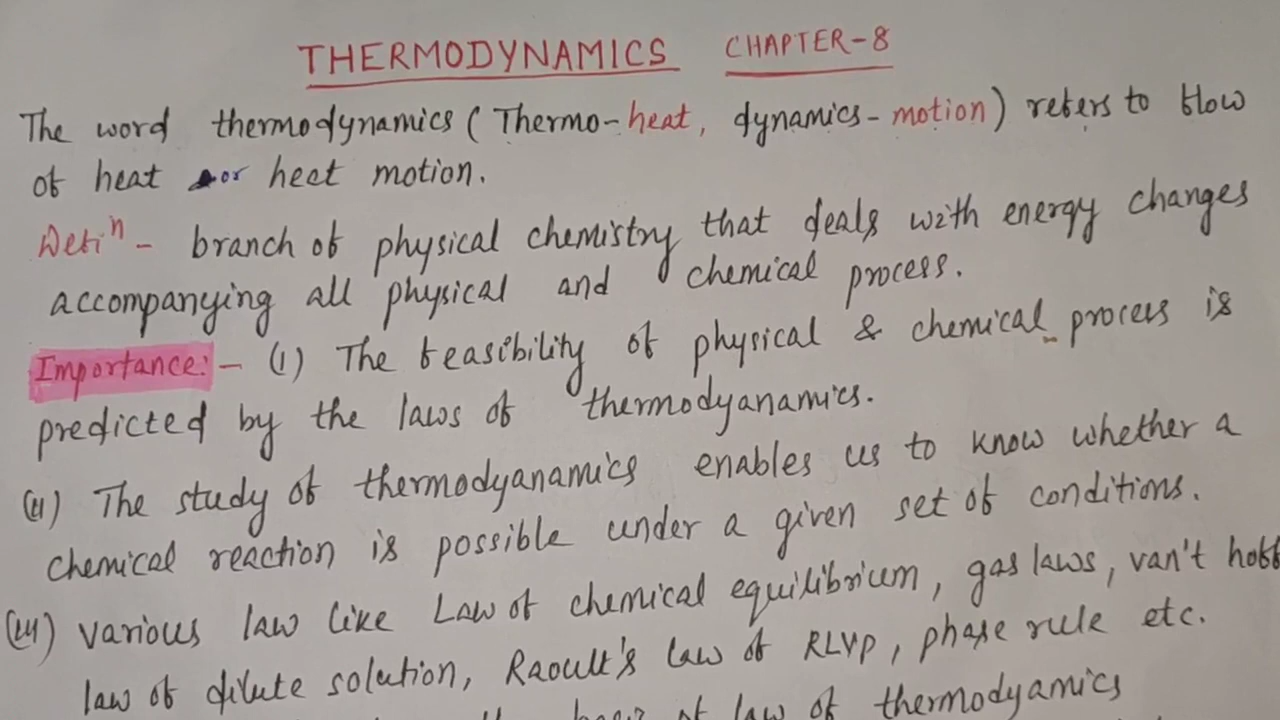 THERMODYNAMICS CHAPTER-8
The word thermodynamics (Thermo-heat, dynamics-motion) refers to flow
of heat or heet motion.
Defiⁿ - branch of physical chemistry that deals with energy changes
accompanying all physical and chemical process.
Importance:- (i) The feasibility of physical & chemical process is
predicted by the laws of thermodyanamics.
(ii) The study of thermodyanamics enables us to know whether a
chemical reaction is possible under a given set of conditions.
(iii) various law like Law of chemical equilibrium, gas laws, van't hoff
law of dilute solution, Raoult's law of RLVP, phase rule etc.
law of thermodyamics